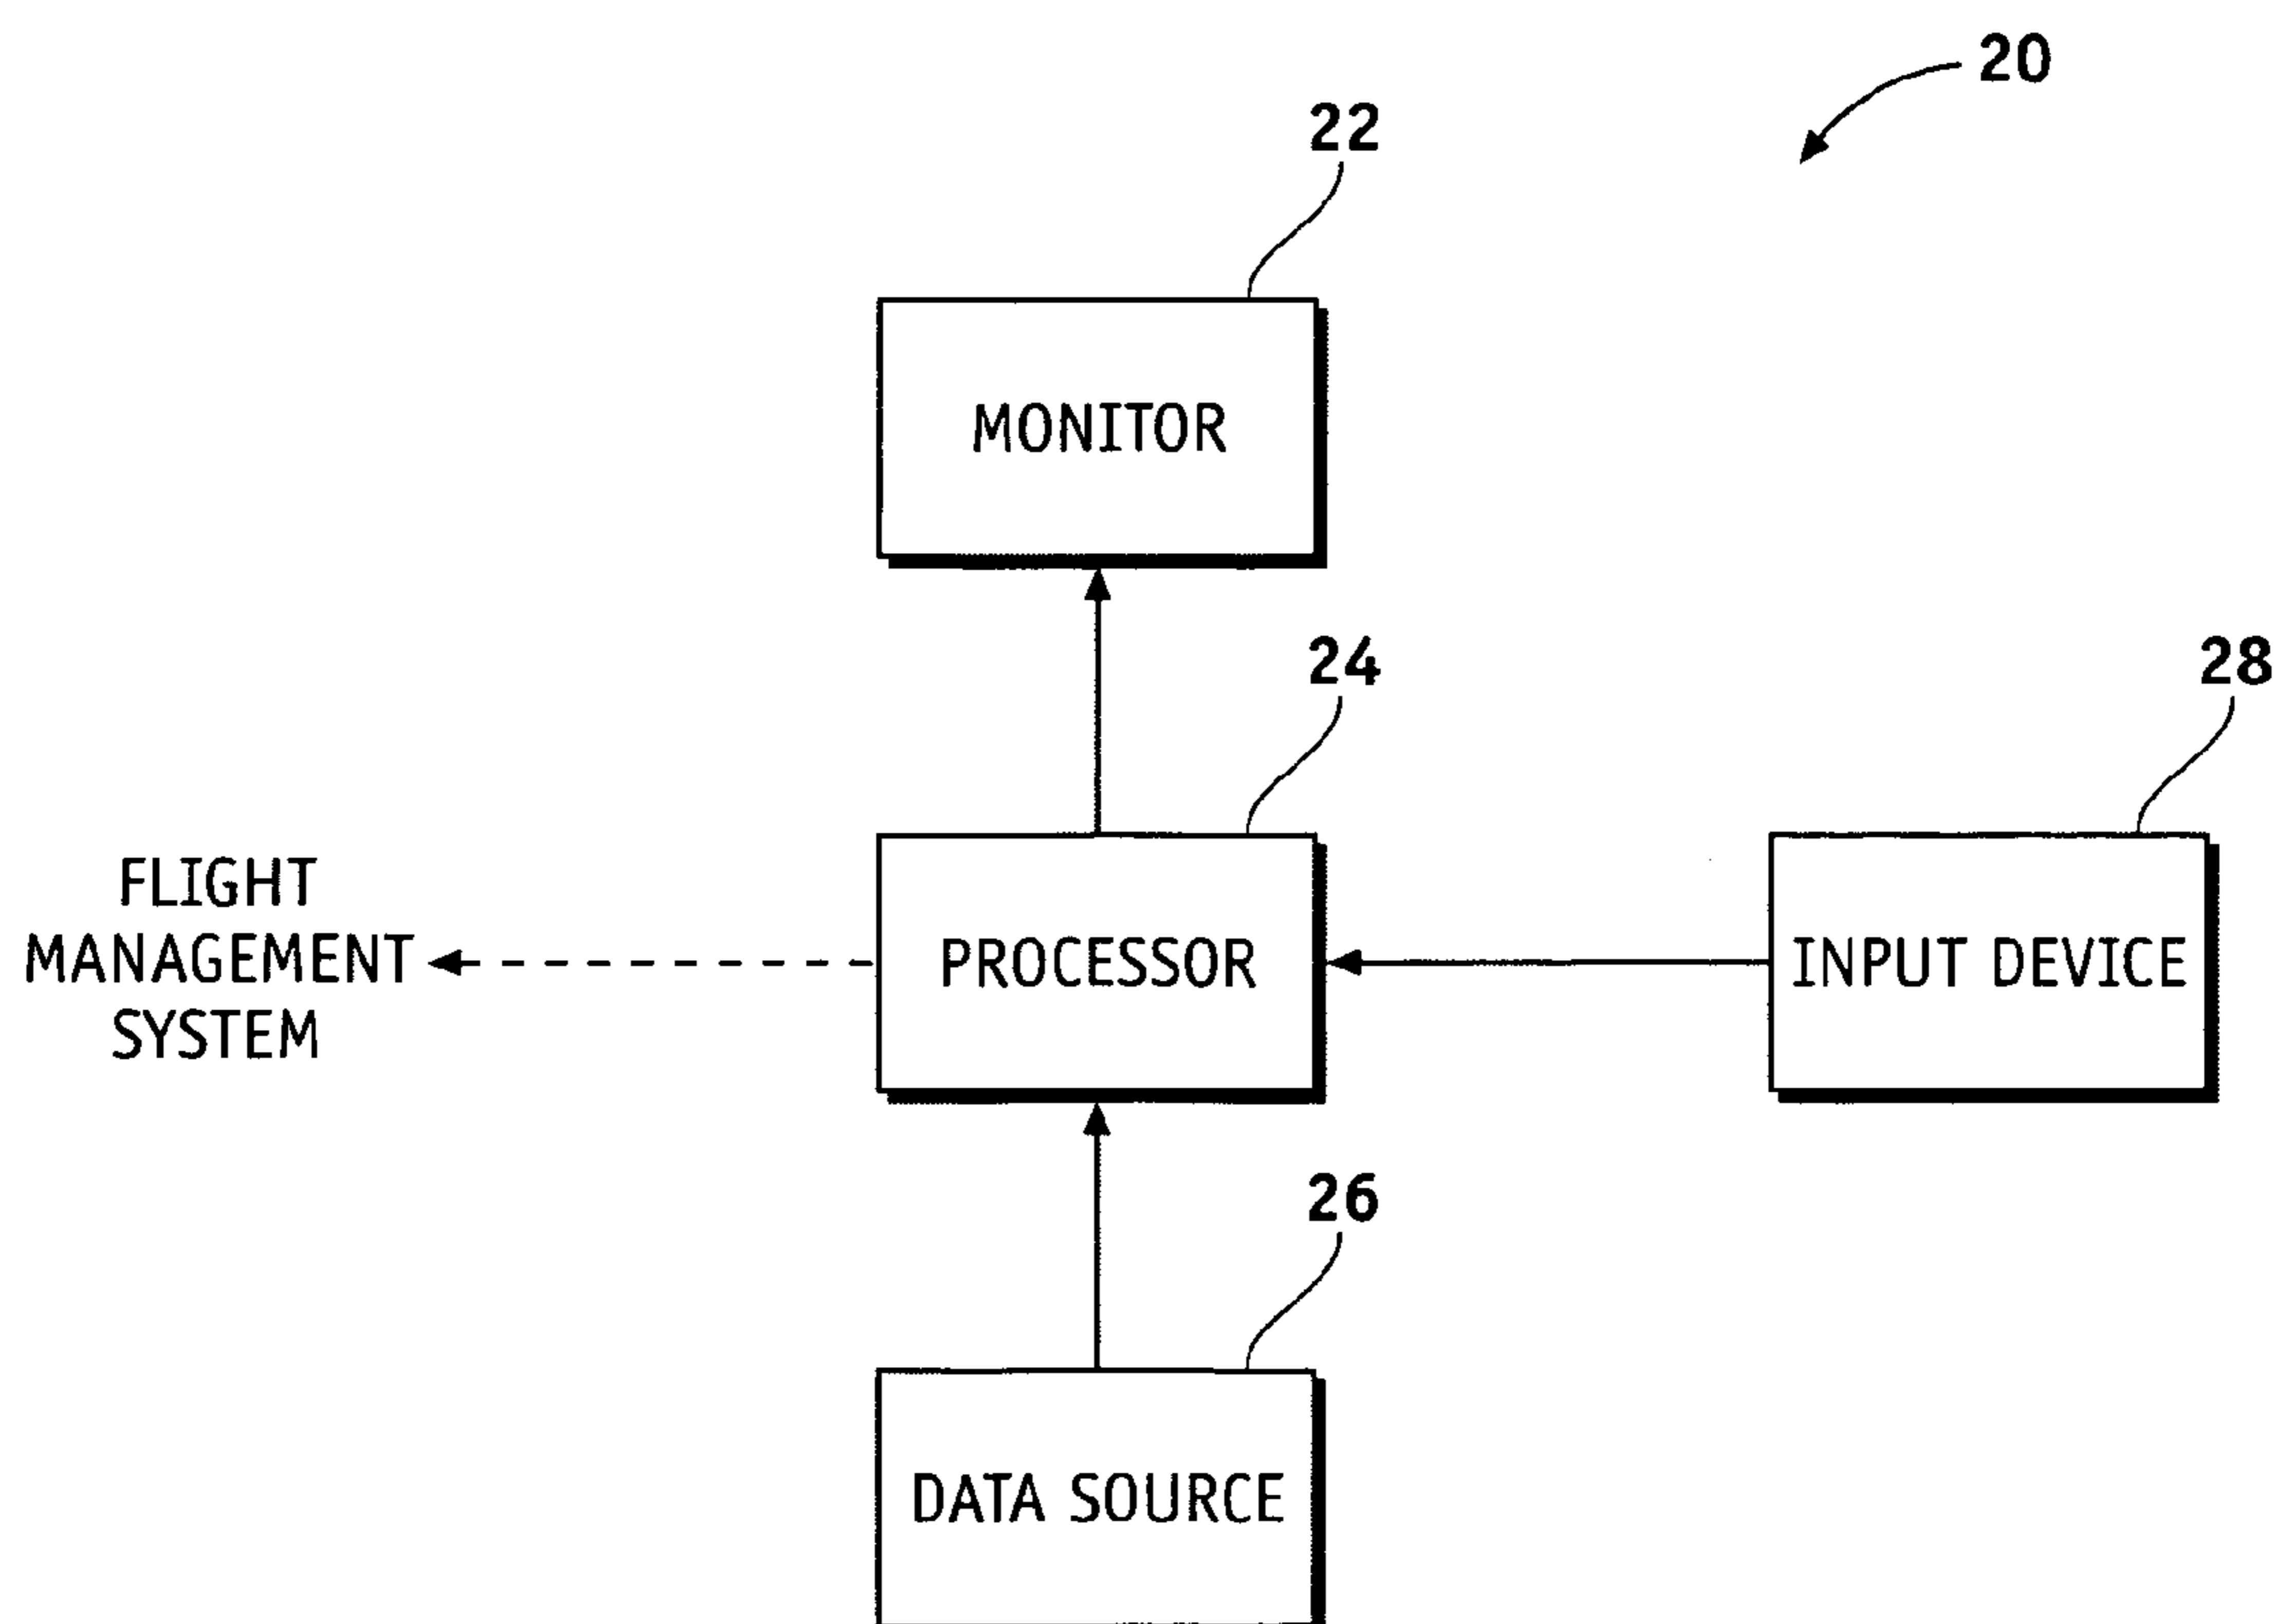 20
22
MONITOR
24
28
FLIGHT
MANAGEMENT
SYSTEM
PROCESSOR
INPUT DEVICE
26
DATA SOURCE